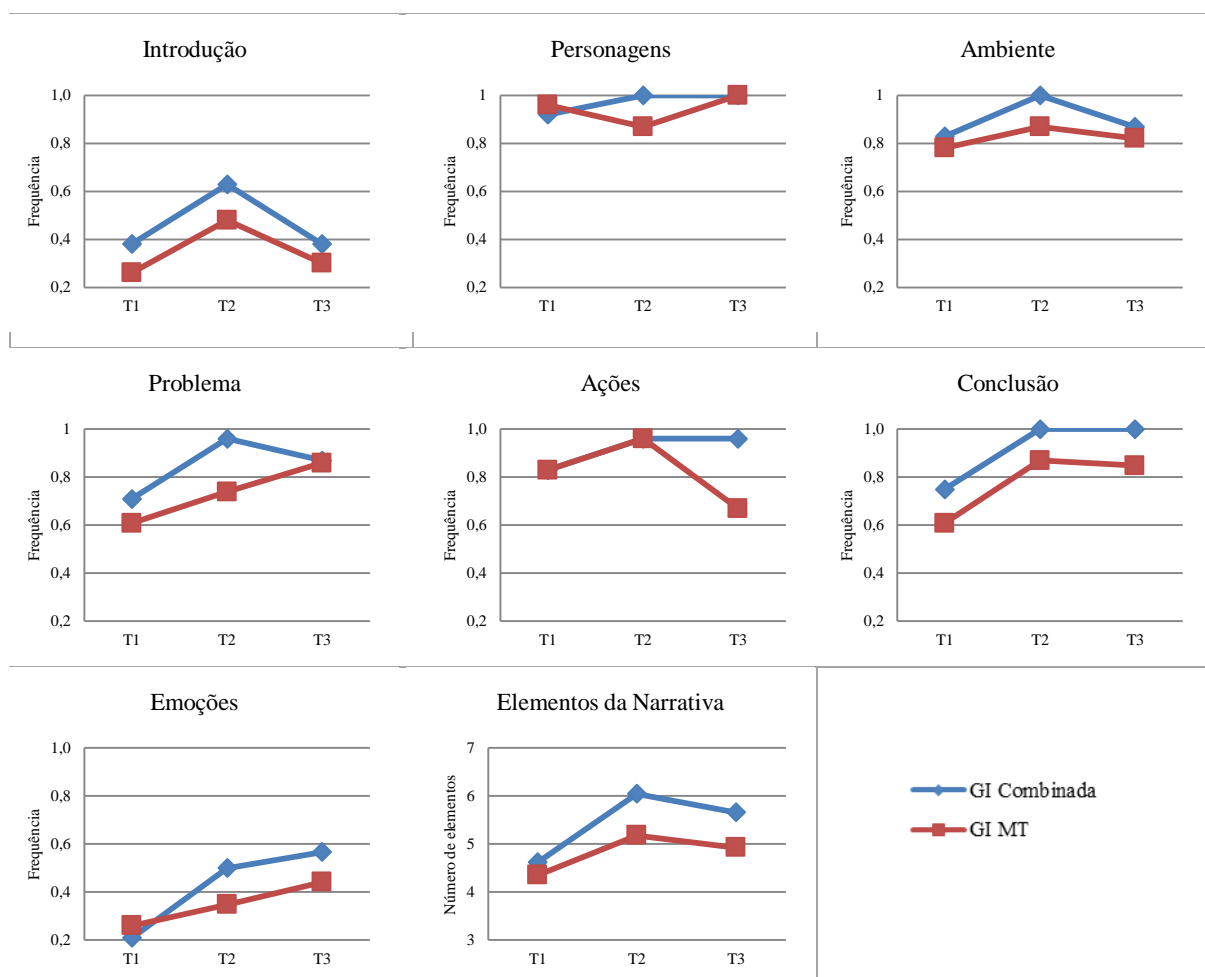 Introdução
Frequência
1,0
0,8
0,6
0,4
0,2
T1 T2 T3
Personagens
Frequência
1
0,8
0,6
0,4
0,2
T1 T2 T3
Ambiente
Frequência
1
0,8
0,6
0,4
0,2
T1 T2 T3
Problema
Frequência
1
0,8
0,6
0,4
0,2
T1 T2 T3
Ações
Frequência
1,0
0,8
0,6
0,4
0,2
T1 T2 T3
Conclusão
Frequência
1,0
0,8
0,6
0,4
0,2
T1 T2 T3
Emoções
Frequência
1,0
0,8
0,6
0,4
0,2
T1 T2 T3
Elementos da Narrativa
Número de elementos
7
6
5
4
3
T1 T2 T3
GI Combinada
GI MT